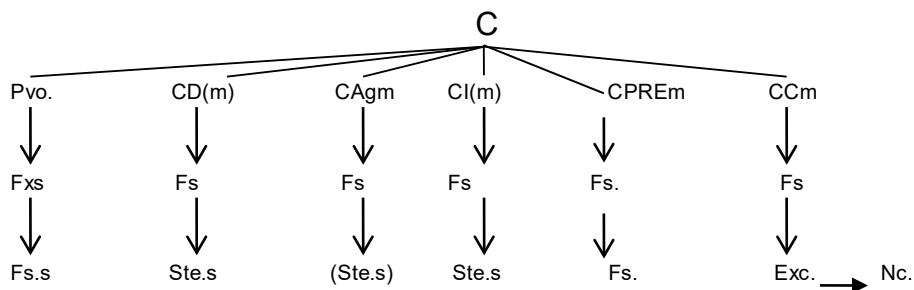 C
Pvo. CD(m) CAgm CI(m) CPREm CCm
Fxs Fs Fs Fs Fs. Fs
Fs.s Ste.s (Ste.s) Ste.s Fs. Exc. Nc.